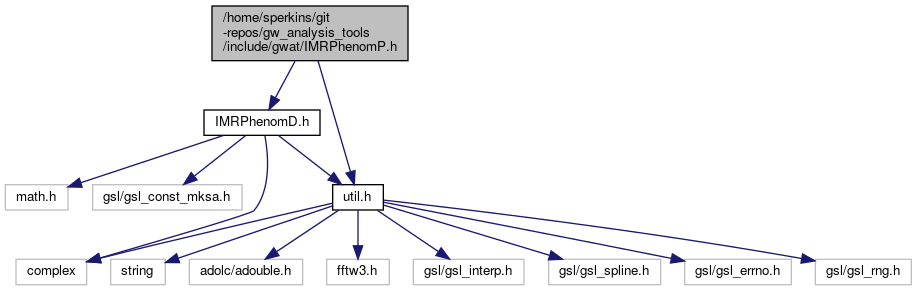 /home/sperkins/git
-repos/gw_analysis_tools
/include/gwat/IMRPhenomP.h
IMRPhenomD.h
math.h
gsl/gsl_const_mksa.h
util.h
complex
string
adolc/adouble.h
fftw3.h
gsl/gsl_interp.h
gsl/gsl_spline.h
gsl/gsl_errno.h
gsl/gsl_rng.h